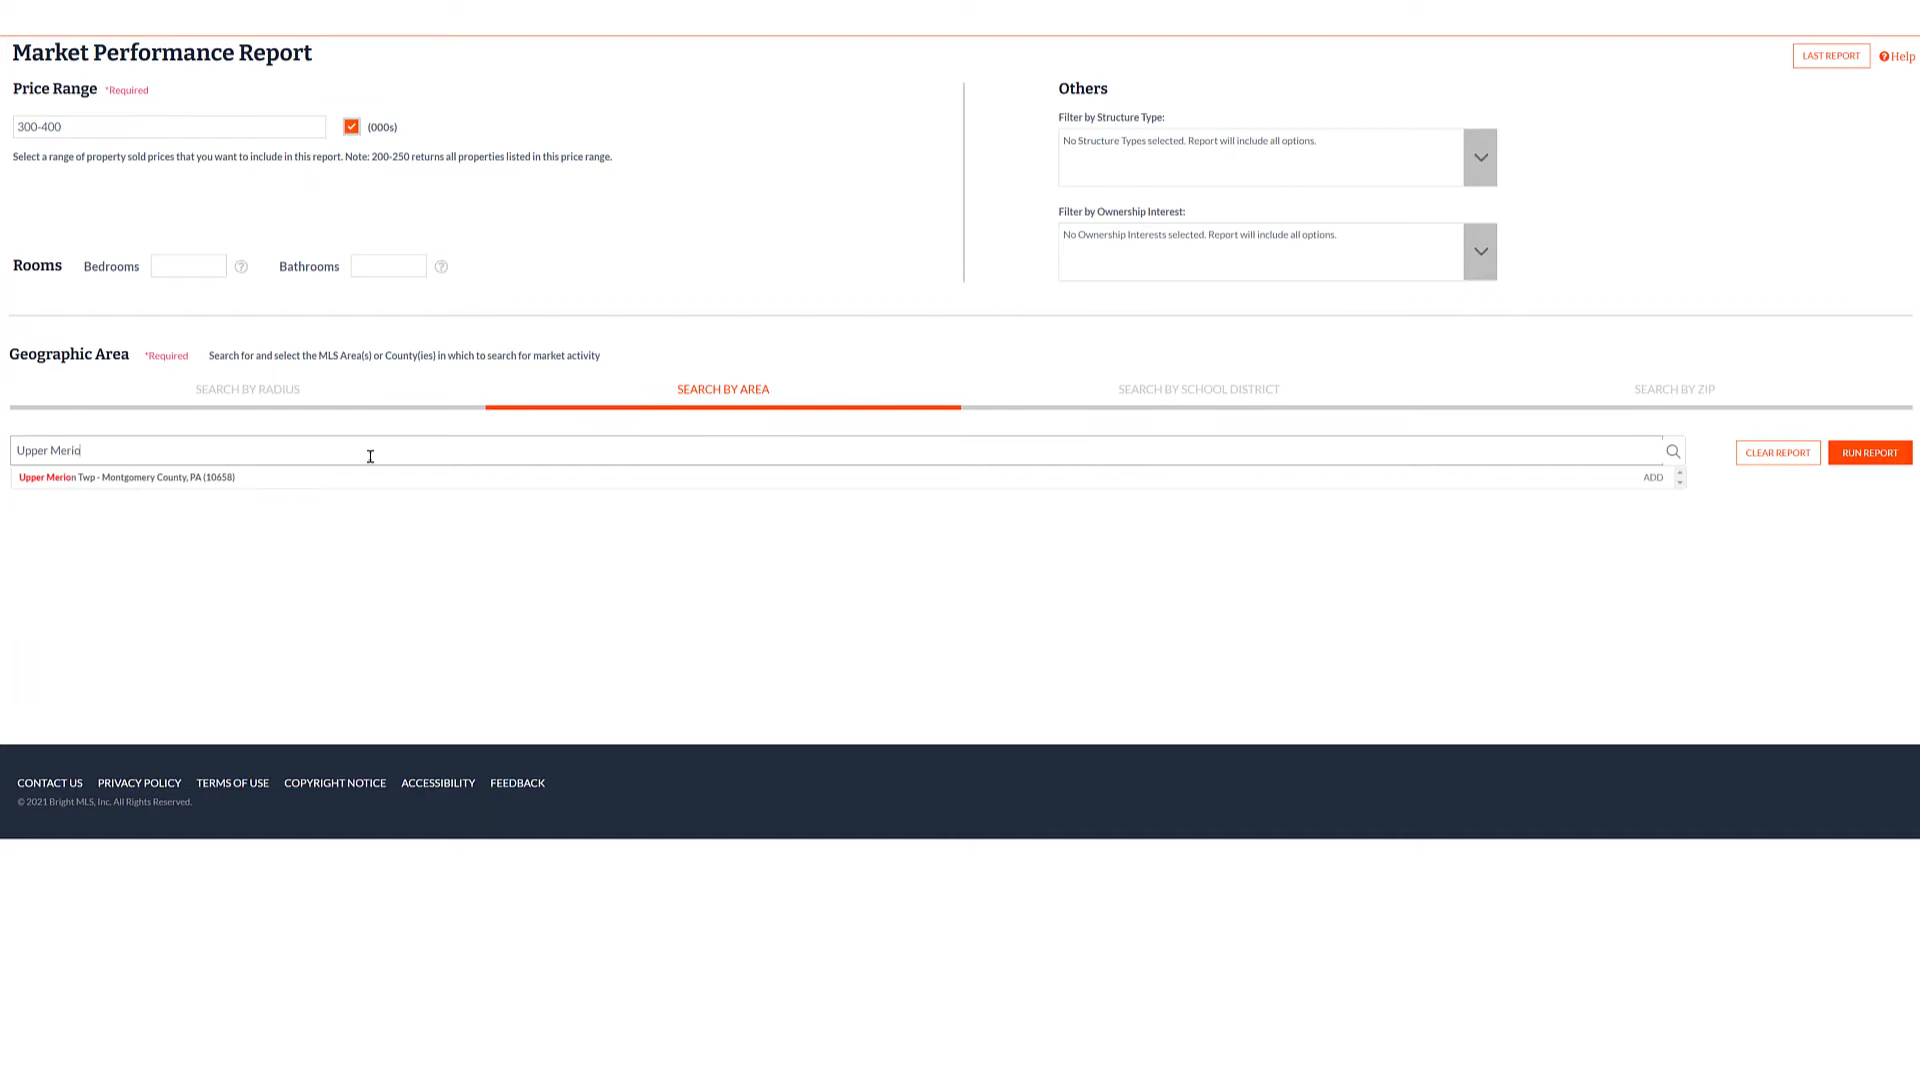 Market Performance Report
LAST REPORT
Help
Price Range *Required
300-400
(000s)
Select a range of property sold prices that you want to include in this report. Note: 200-250 returns all properties listed in this price range.
Rooms Bedrooms Bathrooms
Others
Filter by Structure Type:
No Structure Types selected. Report will include all options.
Filter by Ownership Interest:
No Ownership Interests selected. Report will include all options.
Geographic Area *Required Search for and select the MLS Area(s) or County(ies) in which to search for market activity
SEARCH BY RADIUS SEARCH BY AREA SEARCH BY SCHOOL DISTRICT SEARCH BY ZIP
Upper Merio
CLEAR REPORT RUN REPORT
Upper Merion Twp - Montgomery County, PA (10658) ADD
CONTACT US PRIVACY POLICY TERMS OF USE COPYRIGHT NOTICE ACCESSIBILITY FEEDBACK
© 2021 Bright MLS, Inc. All Rights Reserved.